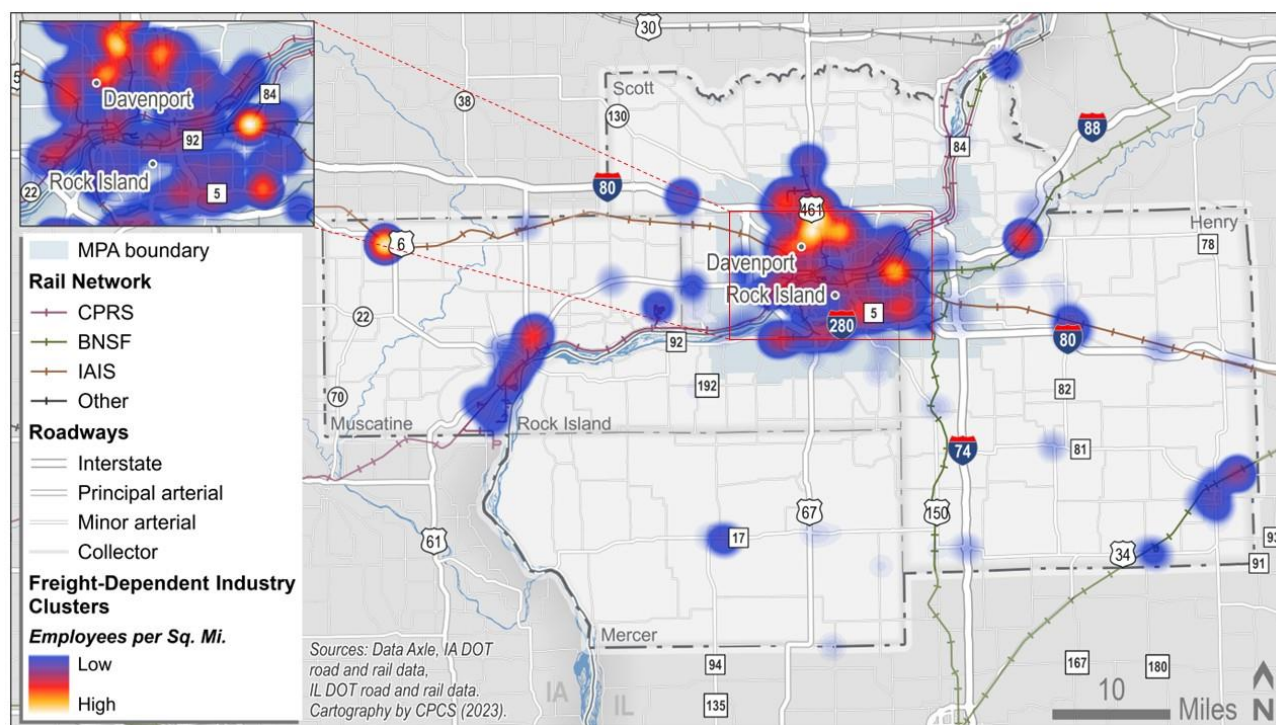 Davenport
84
92
Rock Island
5
22
MPA boundary
Rail Network
CPRS
BNSF
IAIS
Other
Roadways
Interstate
Principal arterial
Minor arterial
Collector
Freight-Dependent Industry
Clusters
Employees per Sq. Mi.
Low
High
30
Scott
38
130
84
88
80
461
Henry
78
6
Davenport
Rock Island
5
280
22
92
80
192
82
70
Muscatine
Rock Island
74
81
17
67
150
61
34
93
91
Mercer
94
167
180
135
IA
IL
Sources: Data Axle, IA DOT
road and rail data,
IL DOT road and rail data.
Cartography by CPCS (2023).
10
Miles
N